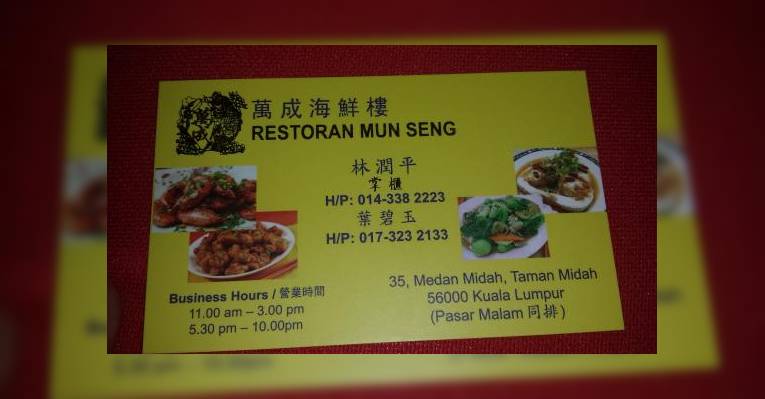 萬成海鮮樓
RESTORAN MUN SENG
林潤平
掌櫃
H/P: 014-338 2223
葉碧玉
H/P: 017-323 2133
Business Hours / 營業時間
11.00 am – 3.00 pm
5.30 pm – 10.00pm
35, Medan Midah, Taman Midah
56000 Kuala Lumpur
(Pasar Malam 同排)
萬成